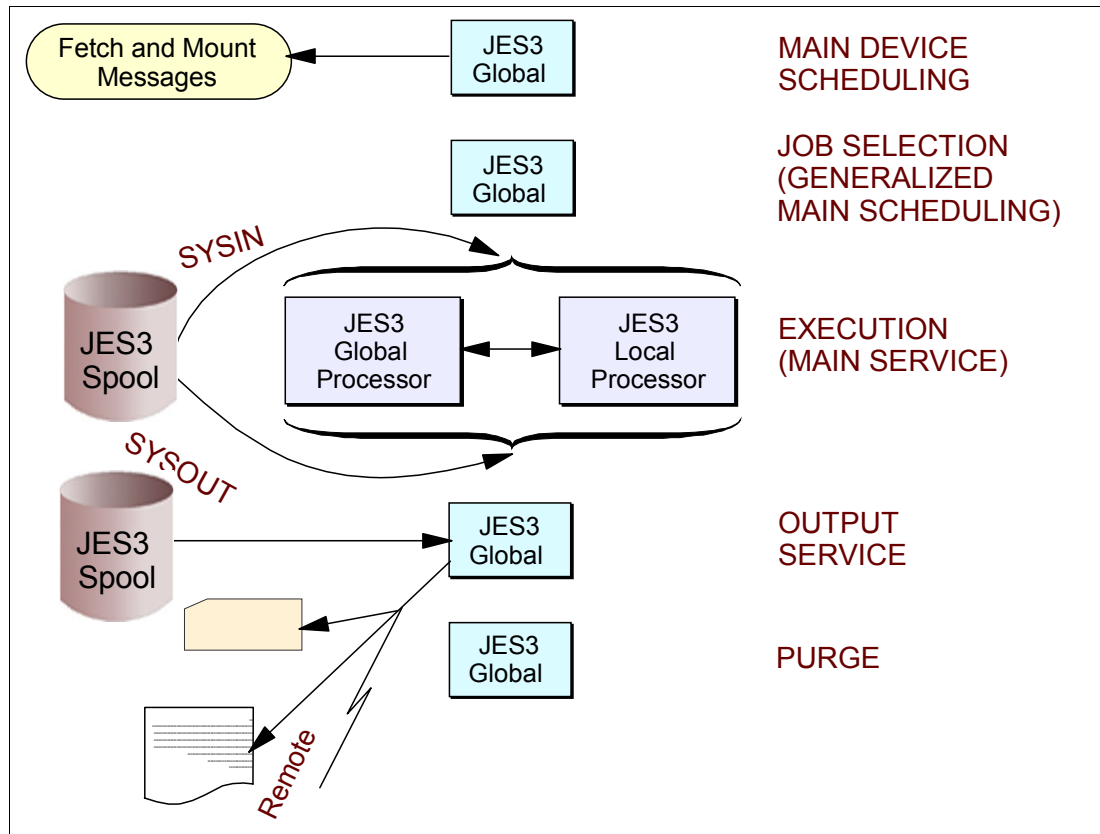 Fetch and Mount
Messages
JES3
Global
MAIN DEVICE
SCHEDULING
JES3
Global
JOB SELECTION
(GENERALIZED
MAIN SCHEDULING)
SYSIN
JES3
Spool
JES3
Global
Processor
JES3
Local
Processor
EXECUTION
(MAIN SERVICE)
SYSOUT
JES3
Spool
JES3
Global
OUTPUT
SERVICE
JES3
Global
PURGE
Remote